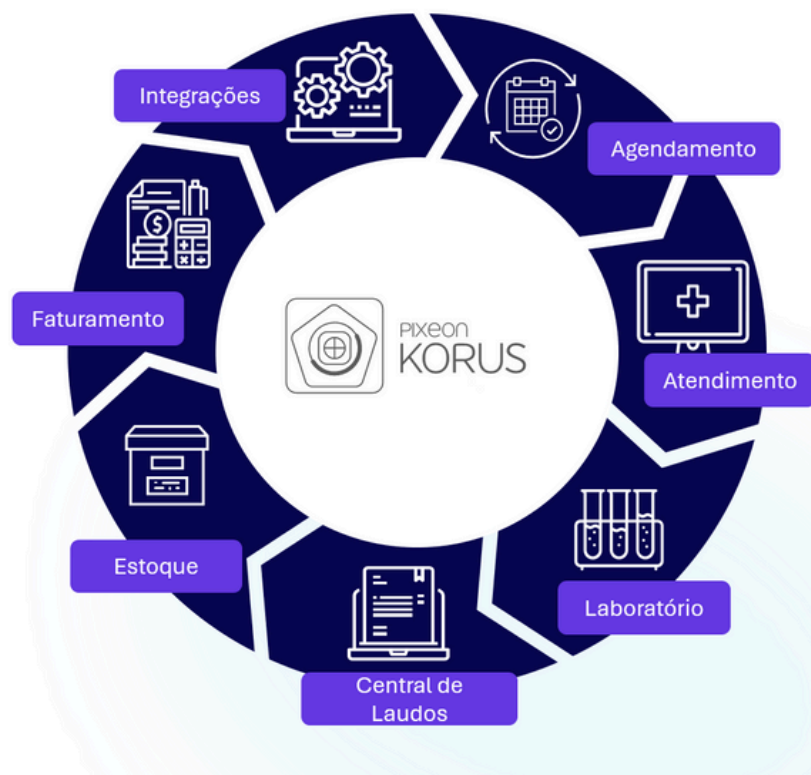 Integrações
Agendamento
Faturamento
PIXEON
KORUS
Atendimento
Estoque
Laboratório
Central de
Laudos